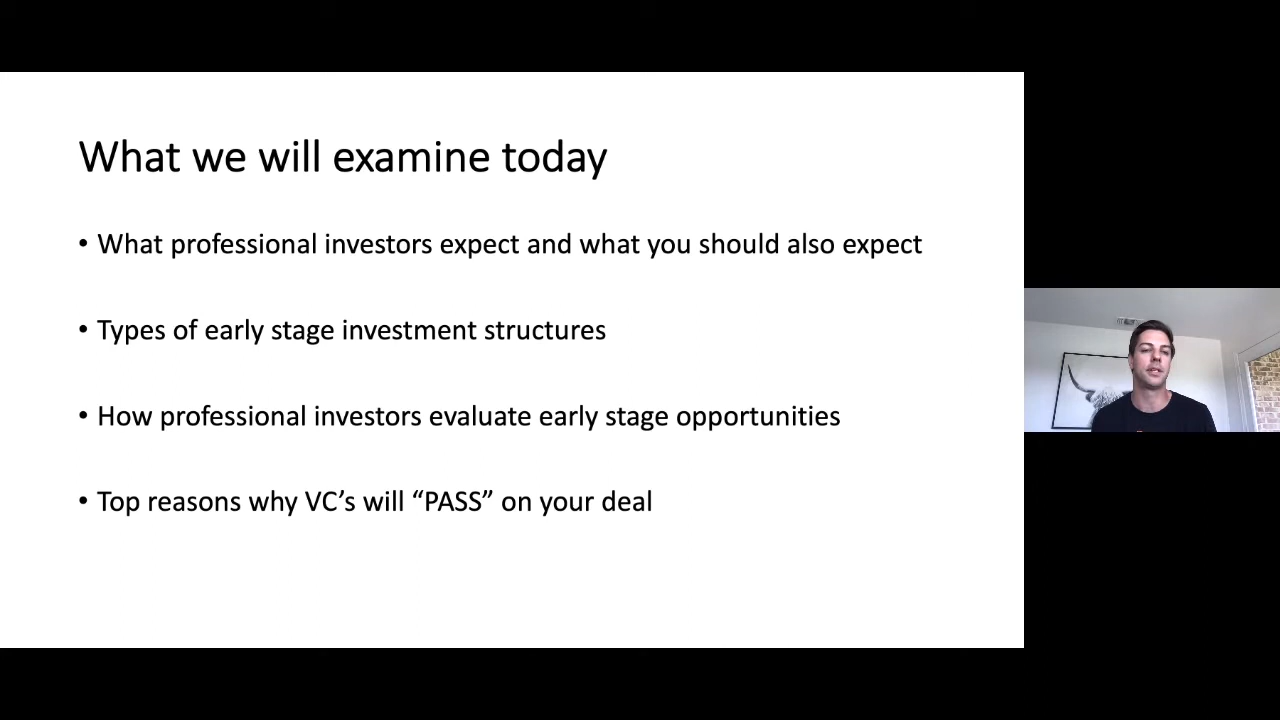 What we will examine today
• What professional investors expect and what you should also expect
• Types of early stage investment structures
• How professional investors evaluate early stage opportunities
• Top reasons why VC’s will “PASS” on your deal